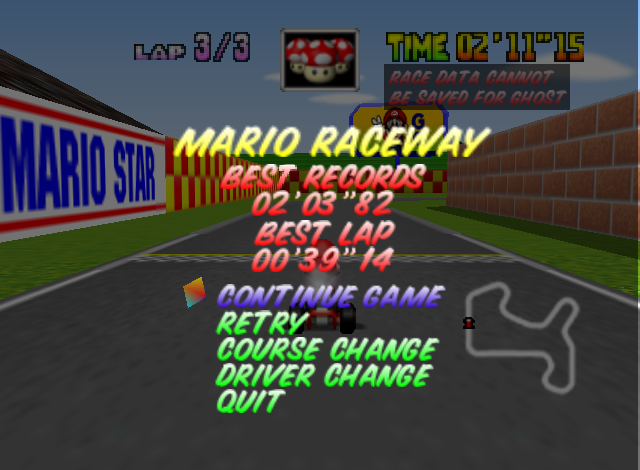 LAP 3/3
TIME 02'11"15
RACE DATA CANNOT
BE SAVED FOR GHOST
G
MARIO STAR
MARIO RACEWAY
BEST RECORDS
02'03"82
BEST LAP
00'39"14
CONTINUE GAME
RETRY
COURSE CHANGE
DRIVER CHANGE
QUIT